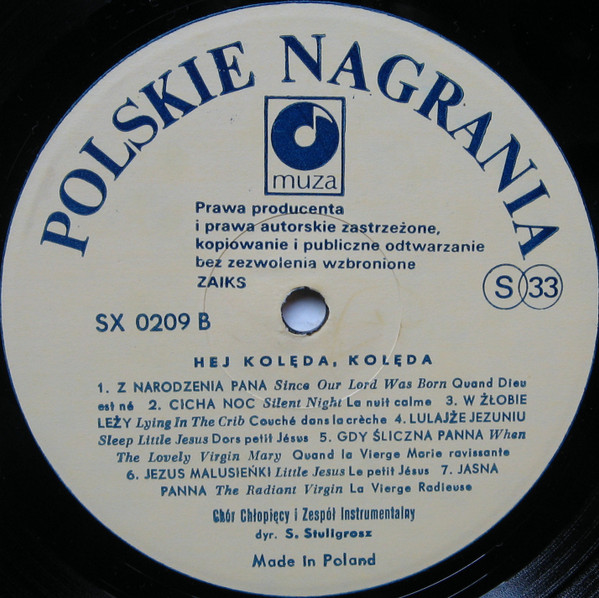 POLSKIE NAGRANIA
muza
Prawa producenta
i prawa autorskie zastrzeżone,
kopiowanie i publiczne odtwarzanie
bez zezwolenia wzbronione
ZAIKS
S 33
SX 0209 B
HEJ KOLĘDA, KOLĘDA
1. Z NARODZENIA PANA Since Our Lord Was Born Quand Dieu
est né 2. CICHA NOC Silent Night La nuit calme 3. W ŻŁOBIE
LEŻY Lying In The Crib Couché dans la crèche 4. LULAJŻE JEZUNIU
Sleep Little Jesus Dors petit Jésus 5. GDY ŚLICZNA PANNA When
The Lovely Virgin Mary Quand la Vierge Marie ravissante
6. JEZUS MALUSIEŃKI Little Jesus Le petit Jésus 7. JASNA
PANNA The Radiant Virgin La Vierge Radieuse
Chór Chłopięcy i Zespół Instrumentalny
dyr. S. Stuligrosz
Made In Poland